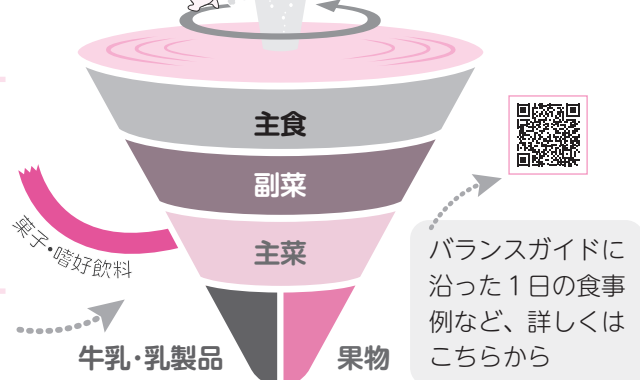 主食
副菜
主菜
菓子・嗜好飲料
牛乳・乳製品
果物
バランスガイドに
沿った1日の食事
例など、詳しくは
こちらから